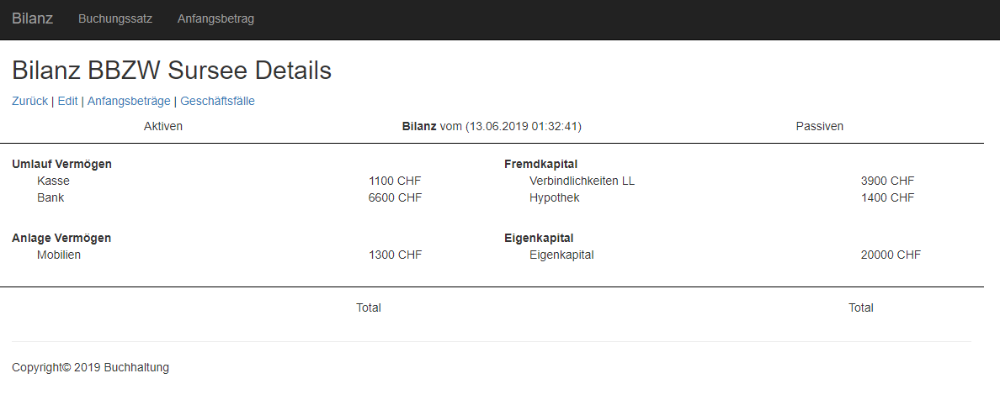 Bilanz Buchungssatz Anfangsbetrag
Bilanz BBZW Sursee Details
Zurück | Edit | Anfangsbeträge | Geschäftsfälle
Aktiven Bilanz vom (13.06.2019 01:32:41) Passiven
Umlauf Vermögen Fremdkapital
Kasse 1100 CHF Verbindlichkeiten LL 3900 CHF
Bank 6600 CHF Hypothek 1400 CHF
Anlage Vermögen Eigenkapital
Mobilien 1300 CHF Eigenkapital 20000 CHF
Total Total
Copyright© 2019 Buchhaltung